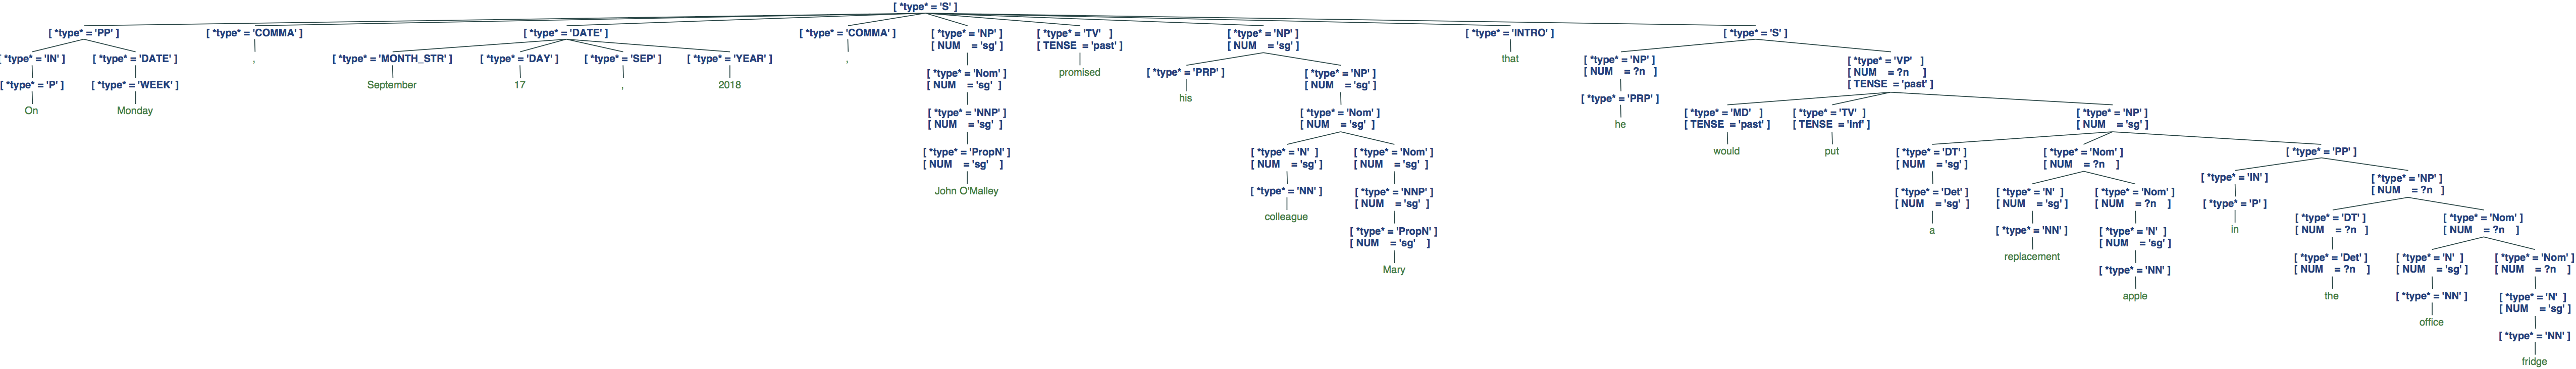 [ *type* = 'S' ]
[ *type* = 'PP' ] [ *type* = 'COMMA' ] [ *type* = 'DATE' ] [ *type* = 'COMMA' ] [ *type* = 'NP' ] [ *type* = 'TV' ] [ *type* = 'NP' ] [ *type* = 'INTRO' ] [ *type* = 'S' ]
[ NUM = 'sg' ] [ TENSE = 'past' ] [ NUM = 'sg' ]
[ *type* = 'IN' ] [ *type* = 'DATE' ] , [ *type* = 'MONTH_STR' ] [ *type* = 'DAY' ] [ *type* = 'SEP' ] [ *type* = 'YEAR' ] , that [ *type* = 'NP' ] [ *type* = 'VP' ]
[ *type* = 'Nom' ] promised [ *type* = 'PRP' ] [ *type* = 'NP' ] [ NUM = ?n ] [ NUM = ?n ]
[ *type* = 'P' ] [ *type* = 'WEEK' ] September 17 , 2018 [ NUM = 'sg' ] [ NUM = 'sg' ] [ TENSE = 'past' ]
his [ *type* = 'PRP' ]
On Monday [ *type* = 'NNP' ] [ *type* = 'Nom' ] [ *type* = 'MD' ] [ *type* = 'TV' ] [ *type* = 'NP' ]
[ NUM = 'sg' ] [ NUM = 'sg' ] he [ TENSE = 'past' ] [ TENSE = 'inf' ] [ NUM = 'sg' ]
[ *type* = 'PropN' ] [ *type* = 'N' ] [ *type* = 'Nom' ] would put [ *type* = 'DT' ] [ *type* = 'Nom' ] [ *type* = 'PP' ]
[ NUM = 'sg' ] [ NUM = 'sg' ] [ NUM = 'sg' ] [ NUM = 'sg' ] [ NUM = ?n ]
[ *type* = 'IN' ] [ *type* = 'NP' ]
John O'Malley [ *type* = 'NN' ] [ *type* = 'NNP' ] [ *type* = 'Det' ] [ *type* = 'N' ] [ *type* = 'Nom' ] [ NUM = ?n ]
[ NUM = 'sg' ] [ NUM = 'sg' ] [ NUM = 'sg' ] [ NUM = ?n ] [ *type* = 'P' ]
colleague [ *type* = 'DT' ] [ *type* = 'Nom' ]
[ *type* = 'PropN' ] a [ *type* = 'NN' ] [ *type* = 'N' ] in [ NUM = ?n ] [ NUM = ?n ]
[ NUM = 'sg' ] [ NUM = 'sg' ]
replacement [ *type* = 'Det' ] [ *type* = 'N' ] [ *type* = 'Nom' ]
Mary [ *type* = 'NN' ] [ NUM = ?n ] [ NUM = 'sg' ] [ NUM = ?n ]
apple the [ *type* = 'NN' ] [ *type* = 'N' ]
[ NUM = 'sg' ]
office
[ *type* = 'NN' ]
fridge